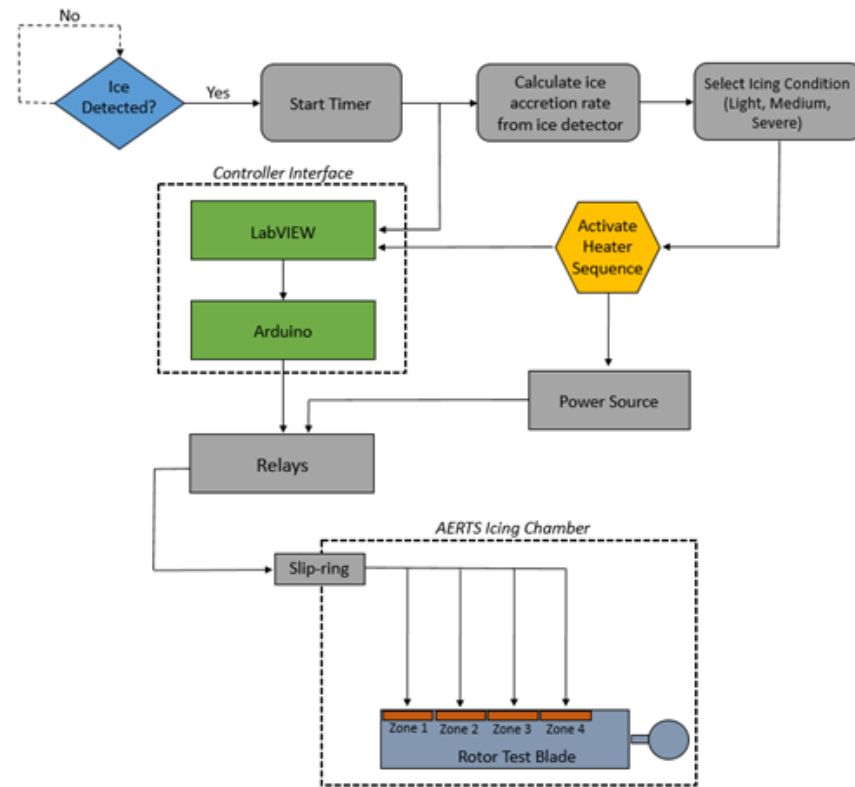 No
Ice
Detected?
Yes
Start Timer
Calculate ice
accretion rate
from ice detector
Select Icing Condition
(Light, Medium,
Severe)
Controller Interface
LabVIEW
Activate
Heater
Sequence
Arduino
Power Source
Relays
AERTS Icing Chamber
Slip-ring
Zone 1 Zone 2 Zone 3 Zone 4
Rotor Test Blade